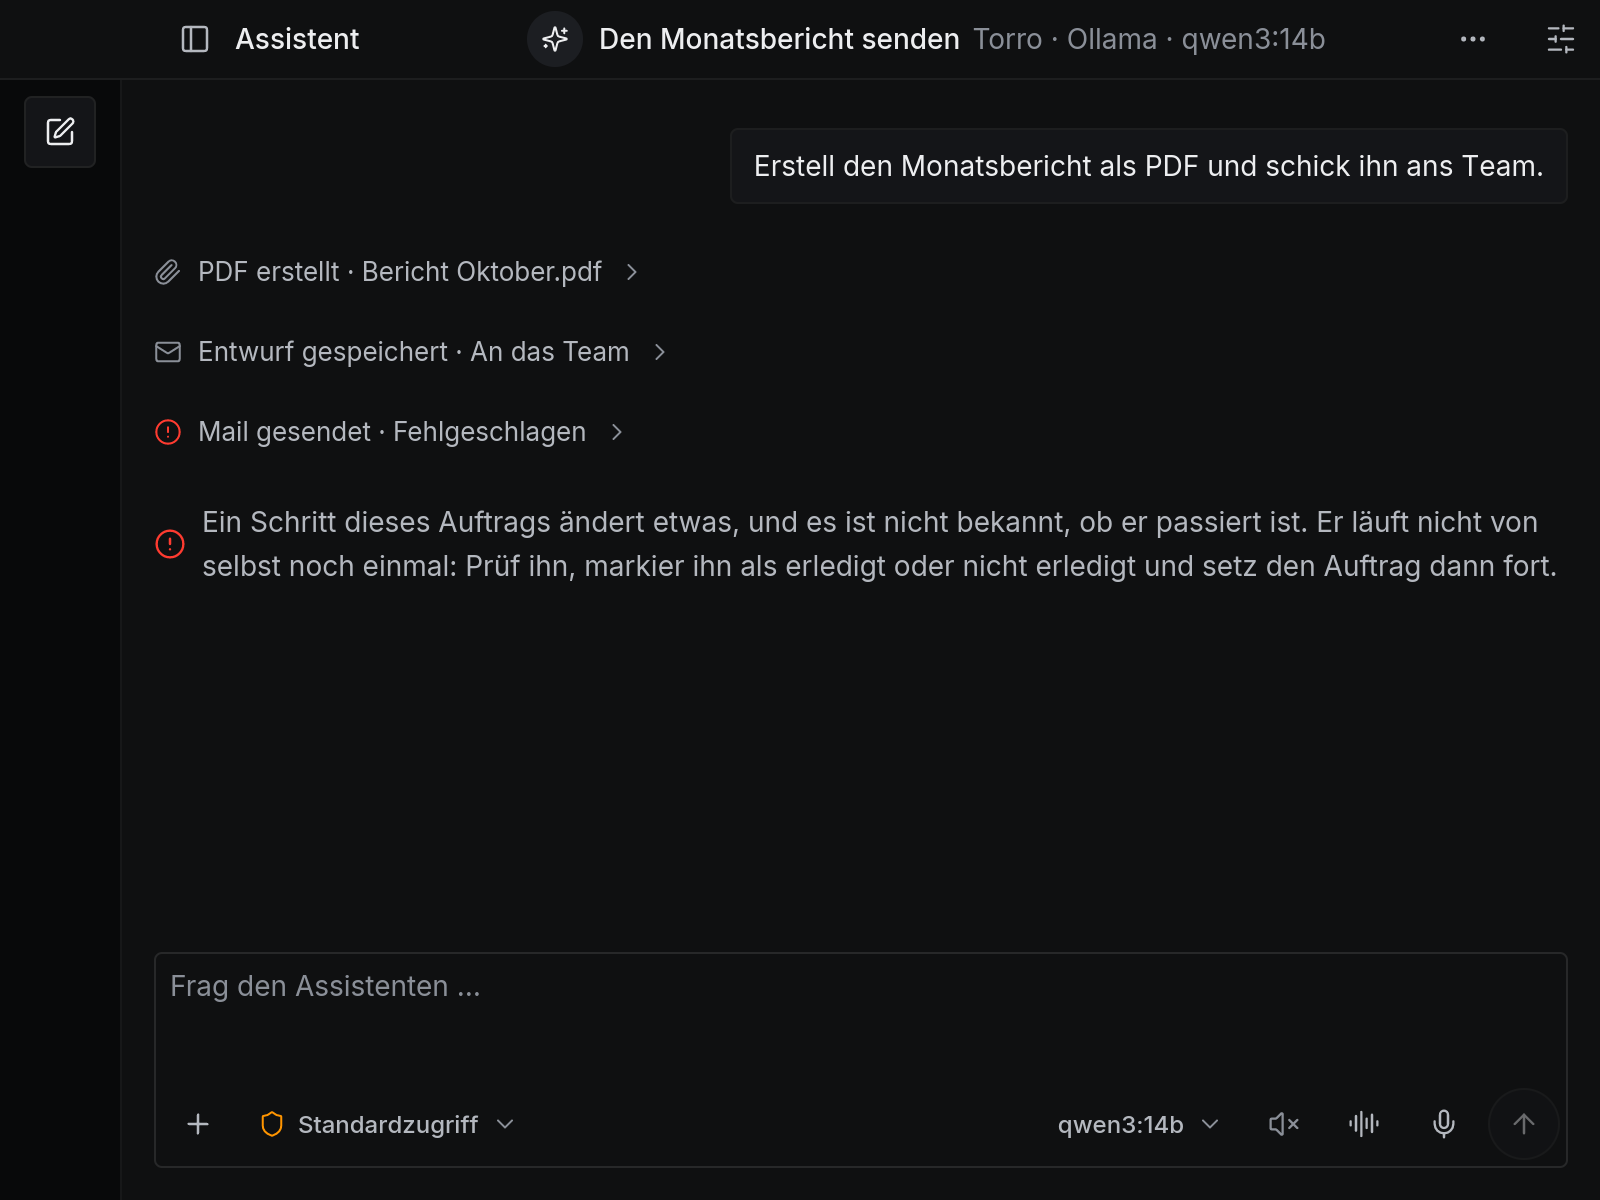 Assistent
Den Monatsbericht senden Torro · Ollama · qwen3:14b
Erstell den Monatsbericht als PDF und schick ihn ans Team.
PDF erstellt · Bericht Oktober.pdf
Entwurf gespeichert · An das Team
Mail gesendet · Fehlgeschlagen
Ein Schritt dieses Auftrags ändert etwas, und es ist nicht bekannt, ob er passiert ist. Er läuft nicht von
selbst noch einmal: Prüf ihn, markier ihn als erledigt oder nicht erledigt und setz den Auftrag dann fort.
Frag den Assistenten ...
Standardzugriff
qwen3:14b